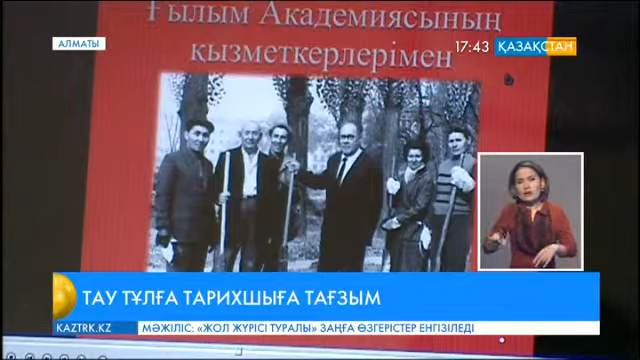 Ғылым Академиясының
қызметкерлерімен
АЛМАТЫ
17:43 ҚАЗАҚСТАН
ТАУ ТҰЛҒА ТАРИХШЫҒА ТАҒЗЫМ
KAZTRK.KZ
МӘЖІЛІС: «ЖОЛ ЖҮРІСІ ТУРАЛЫ» ЗАҢҒА ӨЗГЕРІСТЕР ЕНГІЗІЛЕДІ